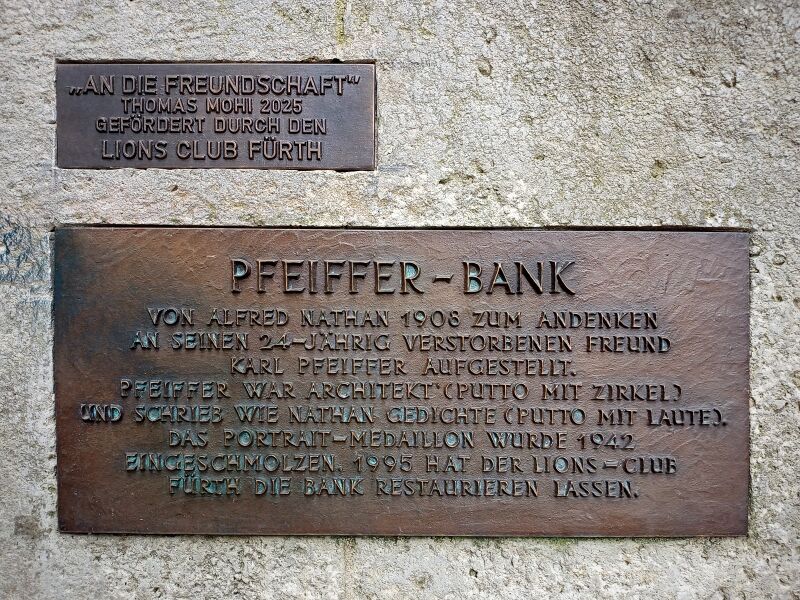 „AN DIE FREUNDSCHAFT“
THOMAS MOHI 2025
GEFÖRDERT DURCH DEN
LIONS CLUB FÜRTH
PFEIFFER-BANK
VON ALFRED NATHAN 1908 ZUM ANDENKEN
AN SEINEN 24-JÄHRIG VERSTORBENEN FREUND
KARL PFEIFFER AUFGESTELLT.
PFEIFFER WAR ARCHITEKT (PUTTO MIT ZIRKEL)
UND SCHRIEB WIE NATHAN GEDICHTE (PUTTO MIT LAUTE).
DAS PORTRAIT-MEDAILLON WURDE 1942
EINGESCHMOLZEN. 1995 HAT DER LIONS-CLUB
FÜRTH DIE BANK RESTAURIEREN LASSEN.